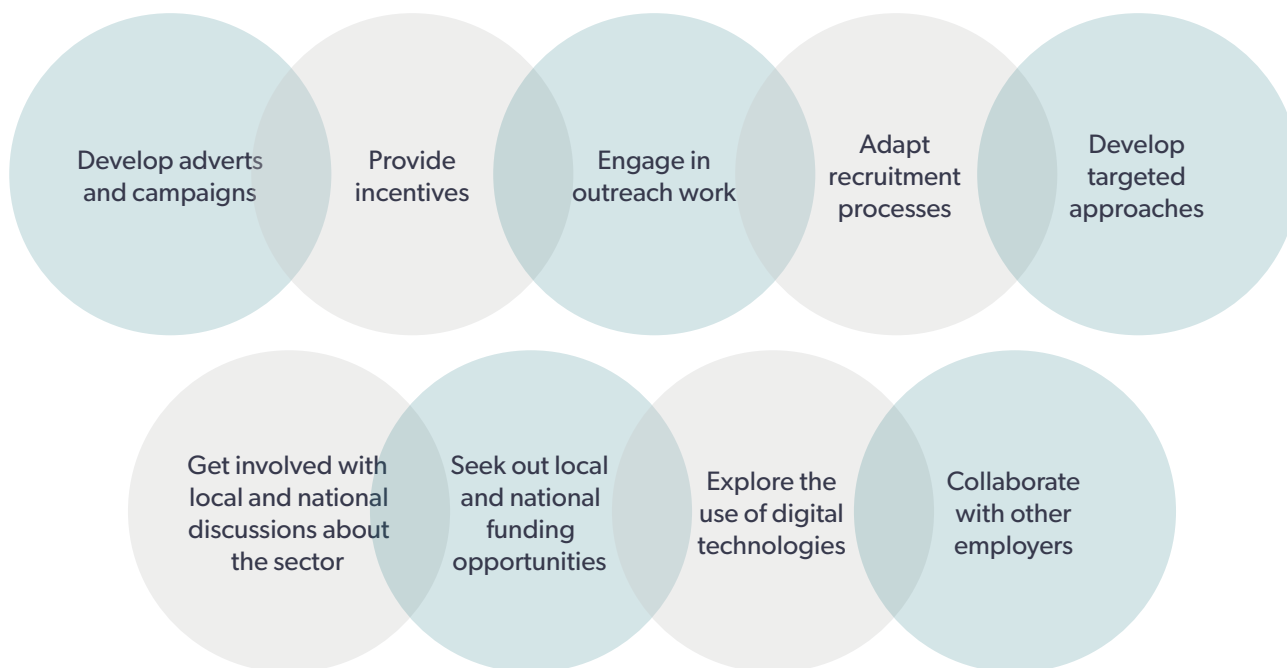 Develop adverts
and campaigns
Provide
incentives
Engage in
outreach work
Adapt
recruitment
processes
Develop
targeted
approaches
Get involved with
local and national
discussions about
the sector
Seek out local
and national
funding
opportunities
Explore the
use of digital
technologies
Collaborate
with other
employers